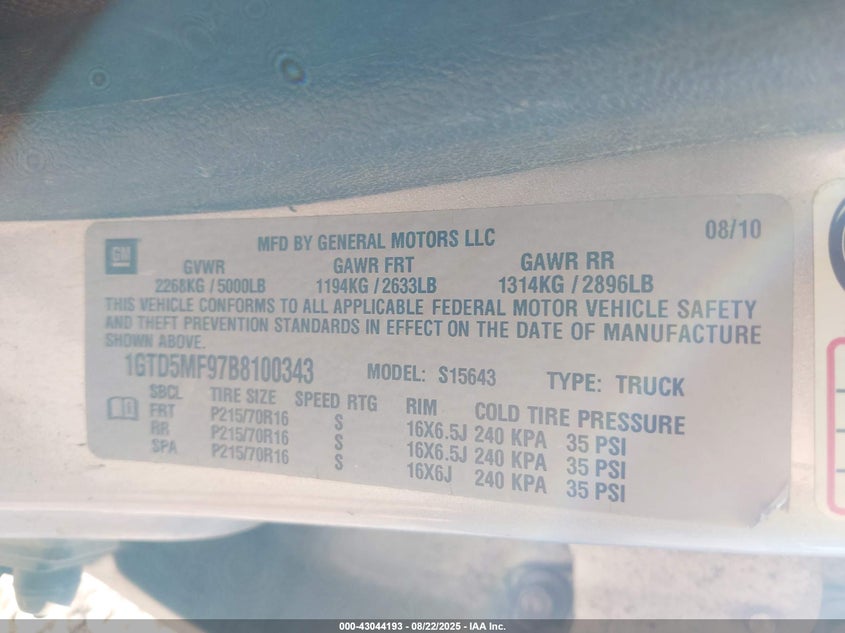 GM
MFD BY GENERAL MOTORS LLC 08/10
GVWR GAWR FRT GAWR RR
2268KG / 5000LB 1194KG / 2633LB 1314KG / 2896LB
THIS VEHICLE CONFORMS TO ALL APPLICABLE FEDERAL MOTOR VEHICLE SAFETY
AND THEFT PREVENTION STANDARDS IN EFFECT ON THE DATE OF MANUFACTURE
SHOWN ABOVE.
1GTD5MF97B8100343 MODEL: S15643 TYPE: TRUCK
SBCL TIRE SIZE SPEED RTG RIM COLD TIRE PRESSURE
FRT P215/70R16 S 16X6.5J 240 KPA 35 PSI
RR P215/70R16 S 16X6.5J 240 KPA 35 PSI
SPA P215/70R16 S 16X6J 240 KPA 35 PSI
000-43044193 - 08/22/2025 - IAA Inc.